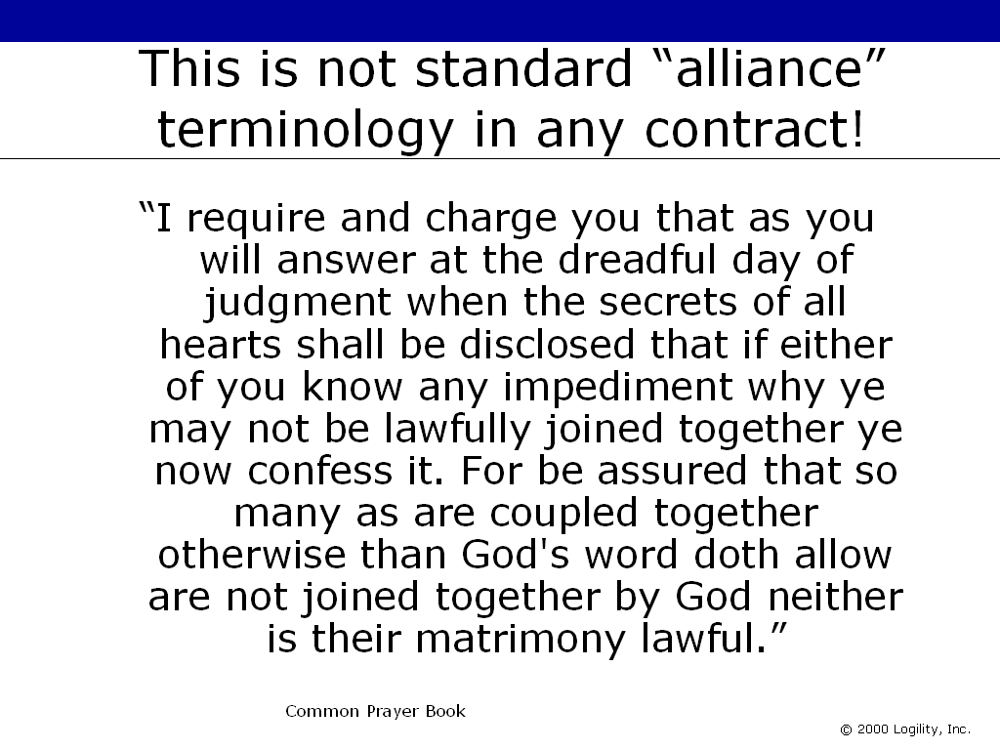 This is not standard “alliance”
terminology in any contract!
“I require and charge you that as you
will answer at the dreadful day of
judgment when the secrets of all
hearts shall be disclosed that if either
of you know any impediment why ye
may not be lawfully joined together ye
now confess it. For be assured that so
many as are coupled together
otherwise than God's word doth allow
are not joined together by God neither
is their matrimony lawful.”
Common Prayer Book
© 2000 Logility, Inc.